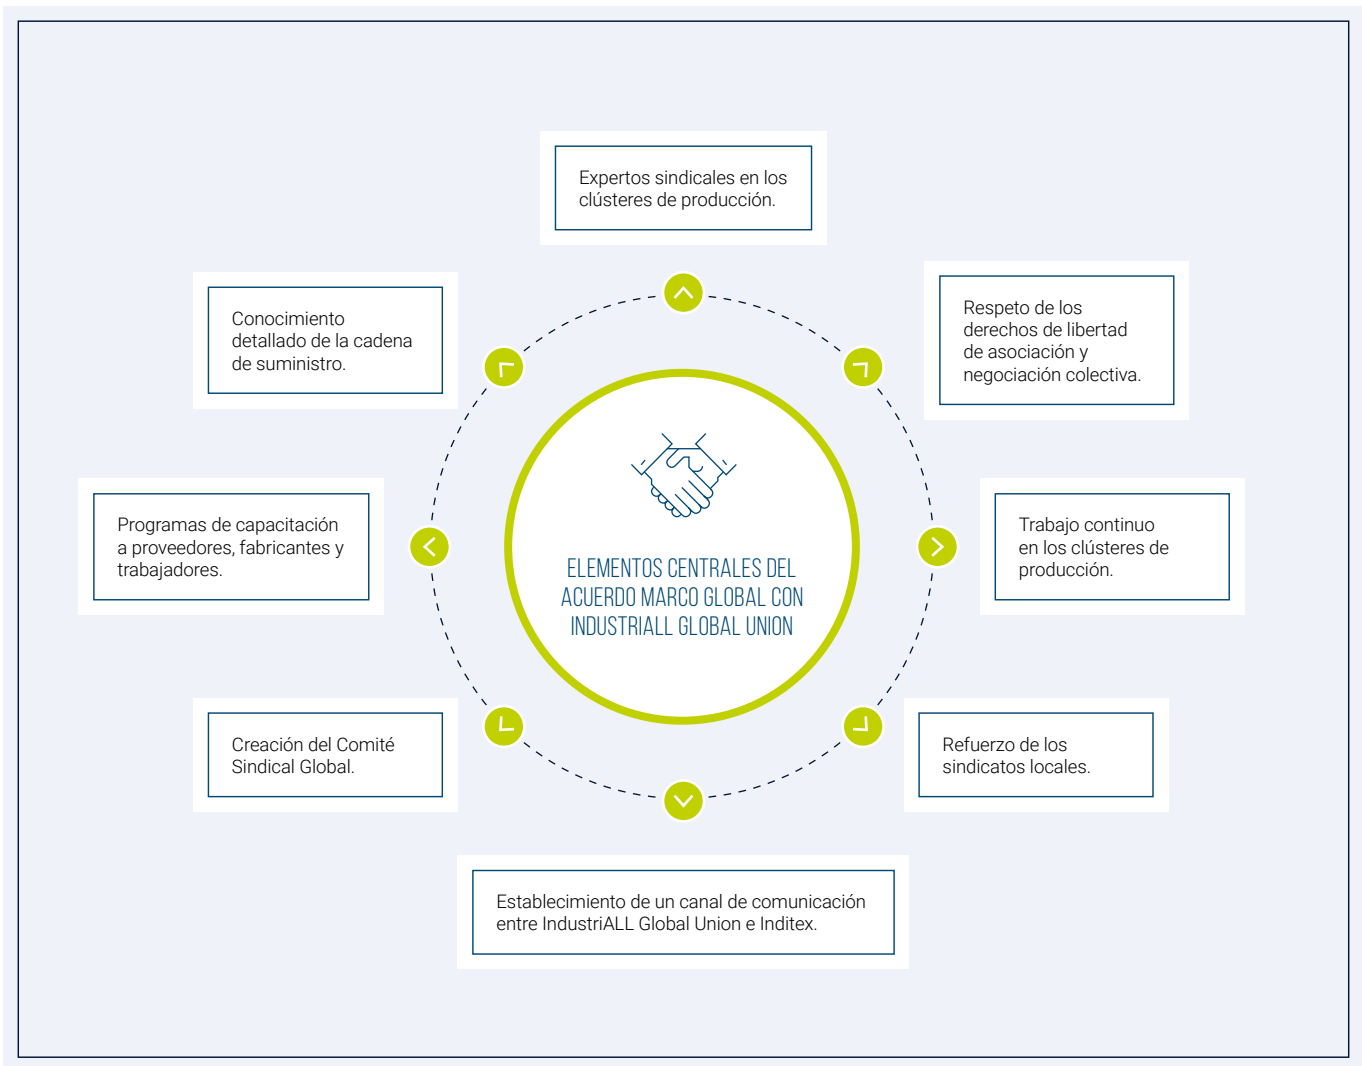 Expertos sindicales en los
clústeres de producción.
Respeto de los
derechos de libertad
de asociación y
negociación colectiva.
Trabajo continuo
en los clústeres de
producción.
Refuerzo de los
sindicatos locales.
Establecimiento de un canal de comunicación
entre IndustriALL Global Union e Inditex.
Creación del Comité
Sindical Global.
Programas de capacitación
a proveedores, fabricantes y
trabajadores.
Conocimiento
detallado de la cadena
de suministro.
ELEMENTOS CENTRALES DEL
ACUERDO MARCO GLOBAL CON
INDUSTRIALL GLOBAL UNION